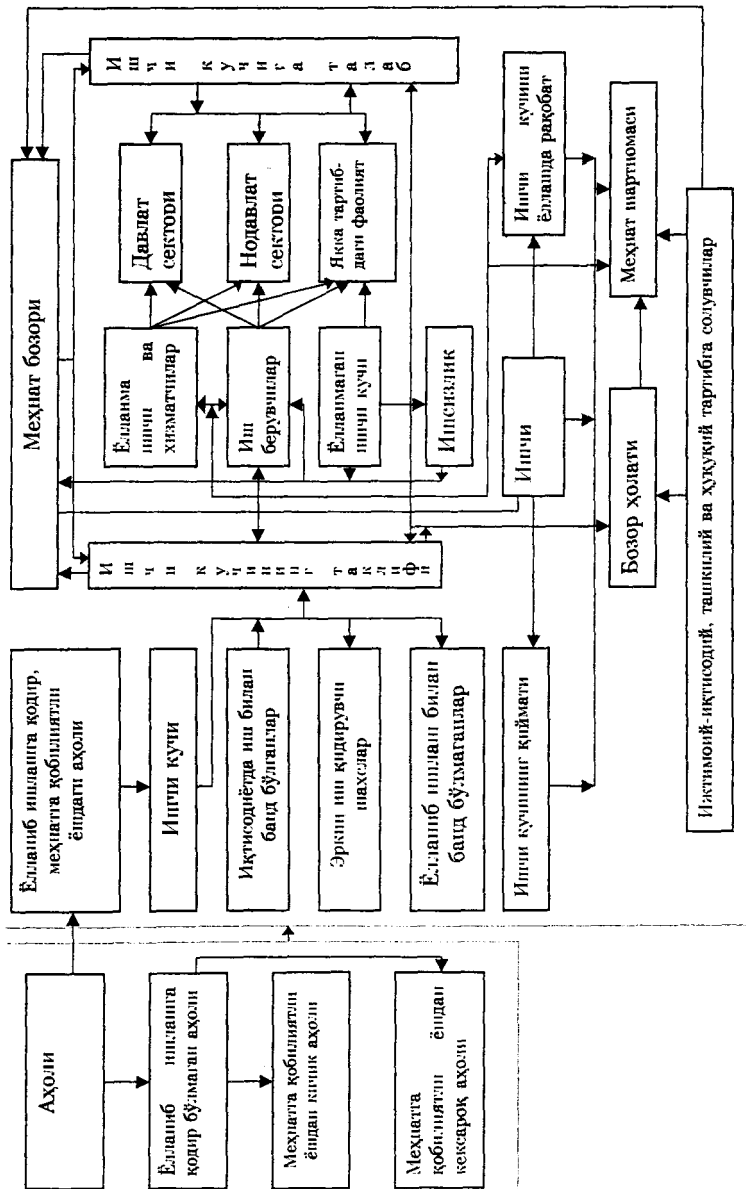 Аҳоли
Ёлланиб ишлашга
қодир бўлмаган аҳоли
Меҳнатга қобилиятли
ёшдан кичик аҳоли
Меҳнатга
қобилиятли ёшдан
кексароқ аҳоли
Ёлланиб ишлашга қодир,
меҳнатга қобилиятли
ёшдаги аҳоли
Ишчи кучи
Иқтисодиётда иш билан
банд бўлганлар
Эркин иш қидирувчи
шахслар
Ёлланиб ишлаш билан
банд бўлмаганлар
Ишчи кучининг қиймати
Меҳнат бозори
Ишчи кучининг таклифи
Ёлланма
ишчи ва
хизматчилар
Иш
берувчилар
Ёлланмаган
ишчи кучи
Ишсизлик
Ишчи
Бозор ҳолати
Давлат
сектори
Нодавлат
сектори
Якка тартиб-
даги фаолият
Ишчи кучига талаб
Ишчи кучини
ёллашда рақобат
Меҳнат шартномаси
Ижтимоий-иқтисодий, ташкилий ва ҳуқуқий тартибга солувчилар